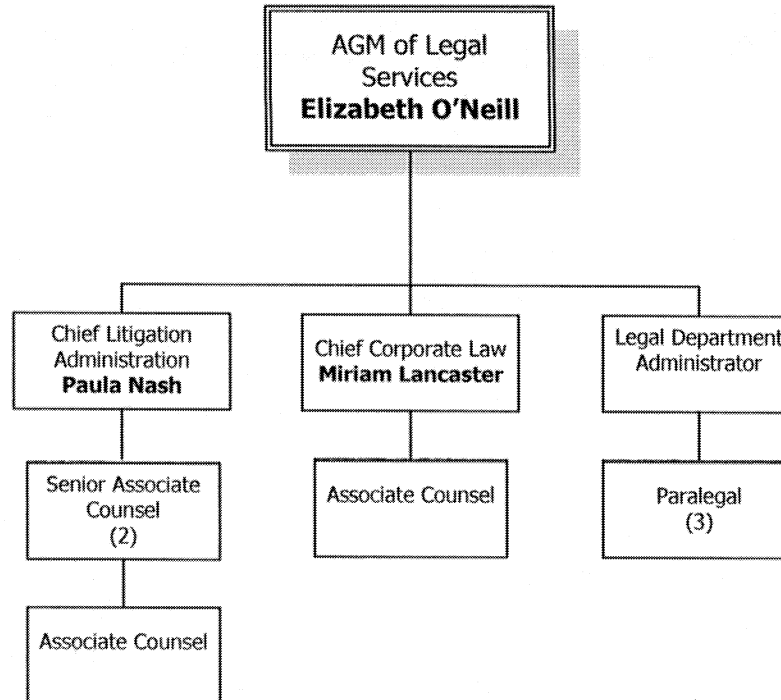 AGM of Legal
Services
Elizabeth O'Neill
Chief Litigation
Administration
Paula Nash
Chief Corporate Law
Miriam Lancaster
Legal Department
Administrator
Senior Associate
Counsel
(2)
Associate Counsel
Paralegal
(3)
Associate Counsel